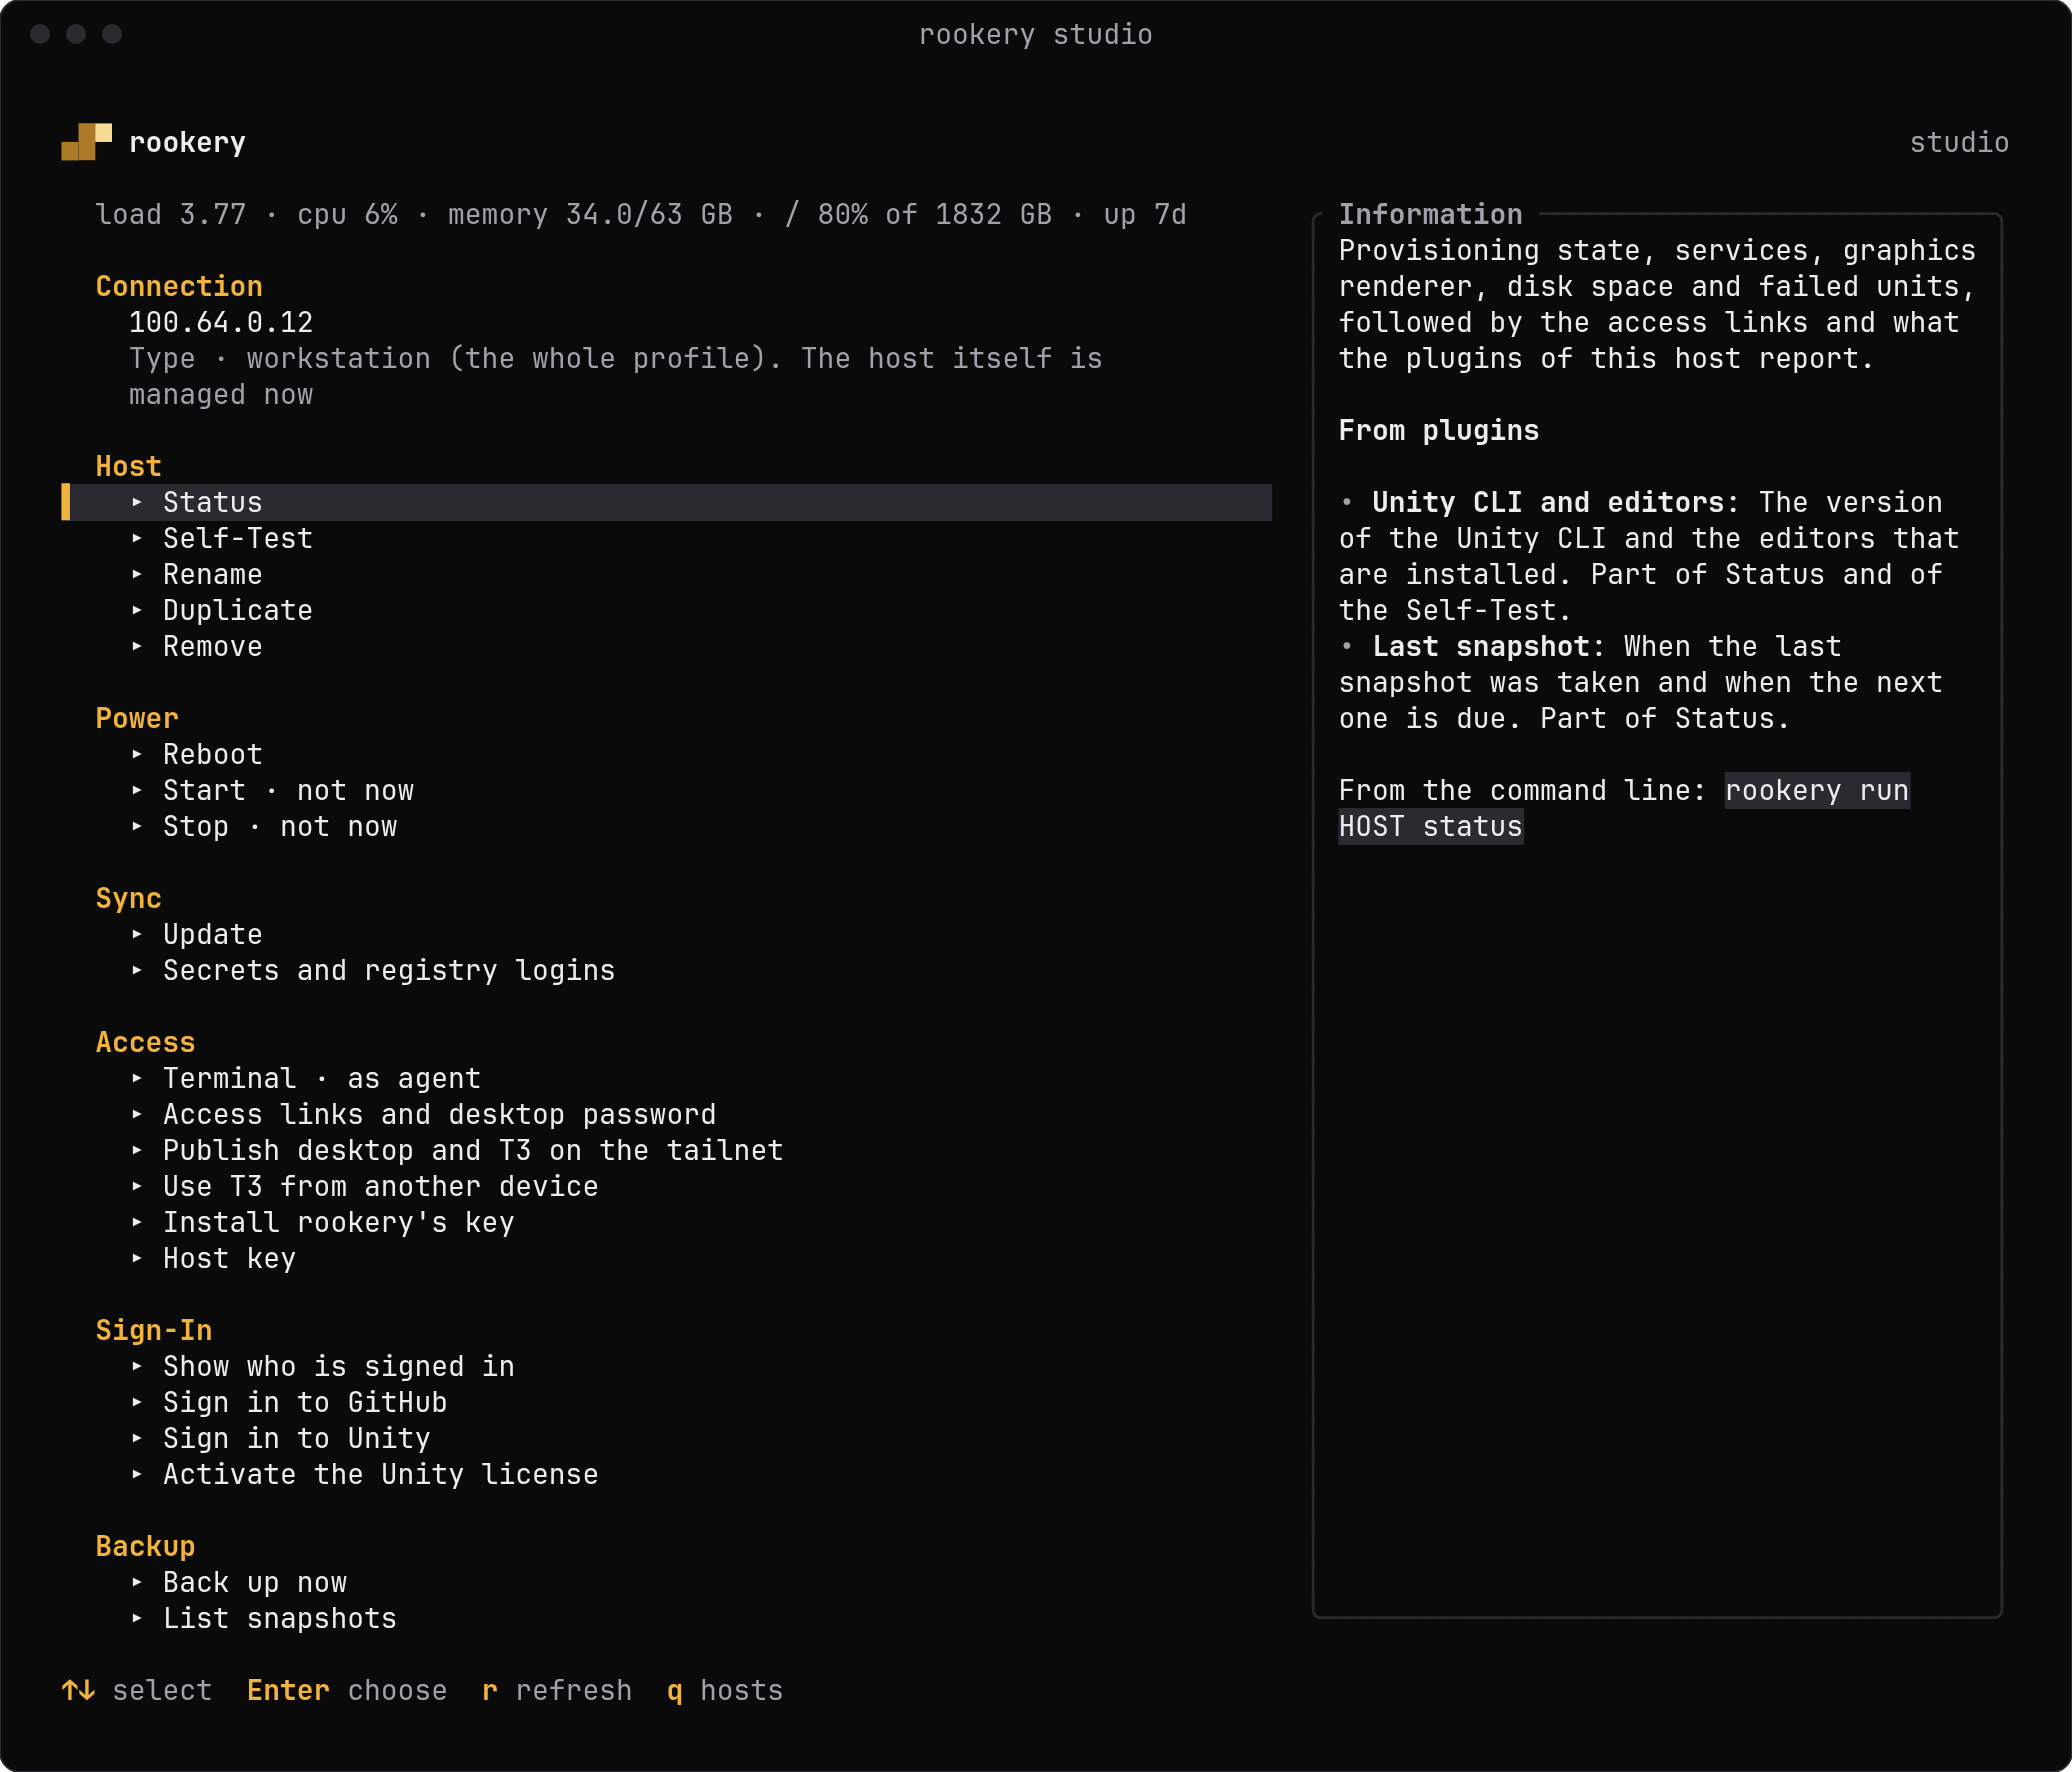 rookery studio
rookery
studio
load 3.77 · cpu 6% · memory 34.0/63 GB · / 80% of 1832 GB · up 7d
Connection
100.64.0.12
Type · workstation (the whole profile). The host itself is
managed now
Host
▸ Status
▸ Self-Test
▸ Rename
▸ Duplicate
▸ Remove
Power
▸ Reboot
▸ Start · not now
▸ Stop · not now
Sync
▸ Update
▸ Secrets and registry logins
Access
▸ Terminal · as agent
▸ Access links and desktop password
▸ Publish desktop and T3 on the tailnet
▸ Use T3 from another device
▸ Install rookery's key
▸ Host key
Sign-In
▸ Show who is signed in
▸ Sign in to GitHub
▸ Sign in to Unity
▸ Activate the Unity license
Backup
▸ Back up now
▸ List snapshots
Information
Provisioning state, services, graphics
renderer, disk space and failed units,
followed by the access links and what
the plugins of this host report.
From plugins
• Unity CLI and editors: The version
of the Unity CLI and the editors that
are installed. Part of Status and of
the Self-Test.
• Last snapshot: When the last
snapshot was taken and when the next
one is due. Part of Status.
From the command line: rookery run
HOST status
↑↓ select  Enter choose  r refresh  q hosts